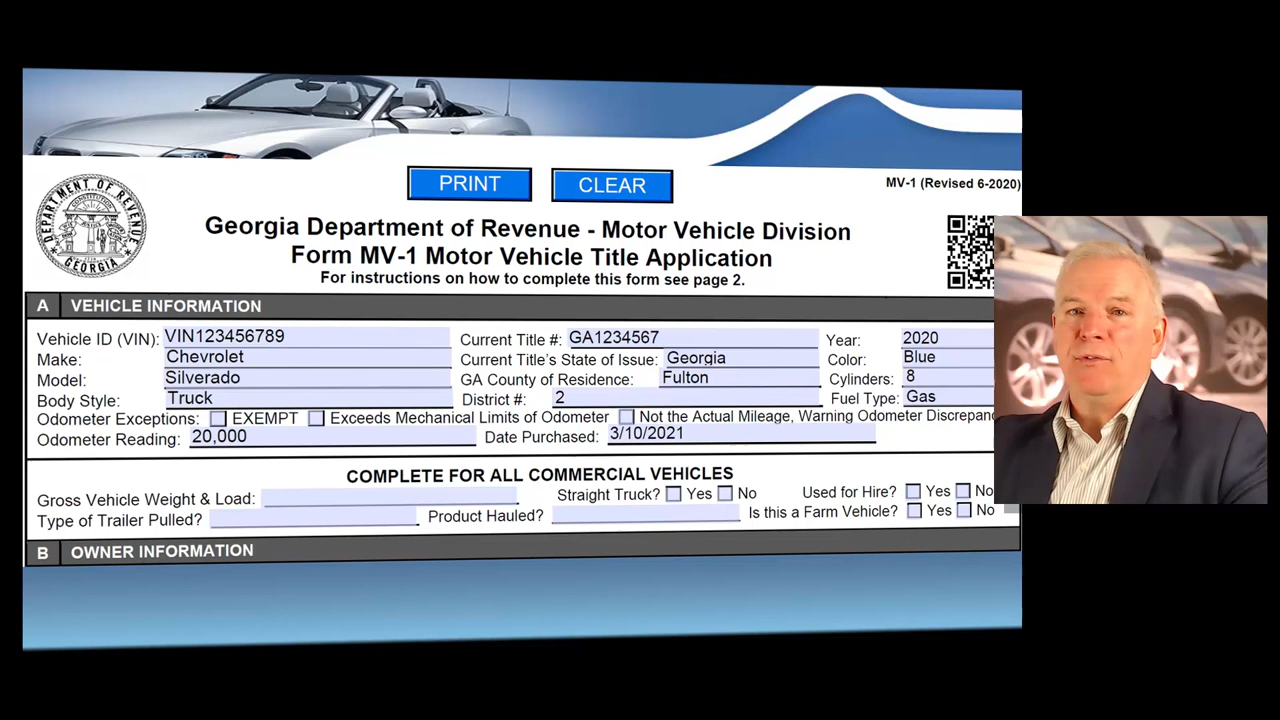 PRINT CLEAR
MV-1 (Revised 6-2020)
DEPARTMENT OF REVENUE
GEORGIA
Georgia Department of Revenue - Motor Vehicle Division
Form MV-1 Motor Vehicle Title Application
For instructions on how to complete this form see page 2.
A VEHICLE INFORMATION
Vehicle ID (VIN): VIN123456789 Current Title #: GA1234567 Year: 2020
Make: Chevrolet Current Title's State of Issue: Georgia Color: Blue
Model: Silverado GA County of Residence: Fulton Cylinders: 8
Body Style: Truck District #: 2 Fuel Type: Gas
Odometer Exceptions: EXEMPT Exceeds Mechanical Limits of Odometer Not the Actual Mileage, Warning Odometer Discrepanc
Odometer Reading: 20,000 Date Purchased: 3/10/2021
COMPLETE FOR ALL COMMERCIAL VEHICLES
Gross Vehicle Weight & Load: Straight Truck? Yes No Used for Hire? Yes No
Type of Trailer Pulled? Product Hauled? Is this a Farm Vehicle? Yes No
B OWNER INFORMATION